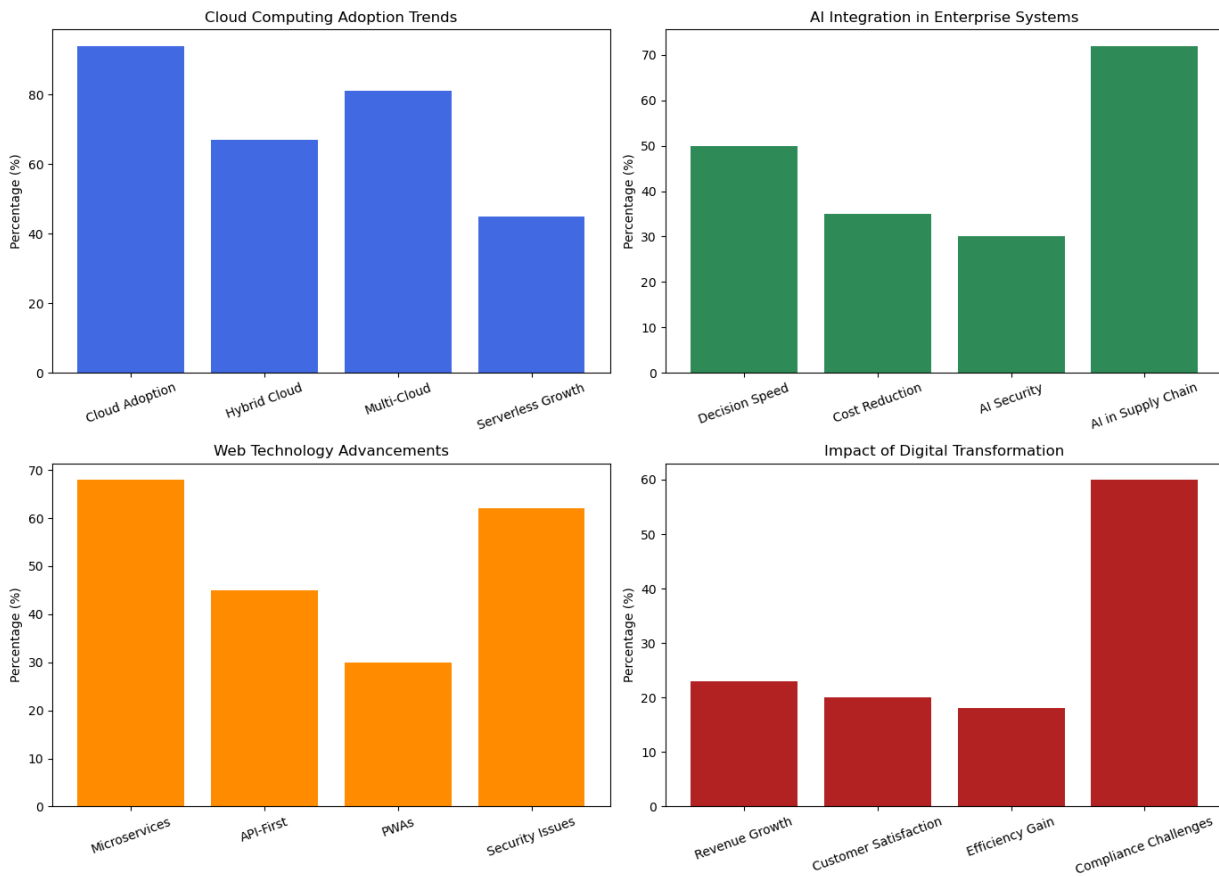 Cloud Computing Adoption Trends
Percentage (%)
80
60
40
20
0
Cloud Adoption
Hybrid Cloud
Multi-Cloud
Serverless Growth
AI Integration in Enterprise Systems
Percentage (%)
70
60
50
40
30
20
10
0
Decision Speed
Cost Reduction
AI Security
AI in Supply Chain
Web Technology Advancements
Percentage (%)
70
60
50
40
30
20
10
0
Microservices
API-First
PWAs
Security Issues
Impact of Digital Transformation
Percentage (%)
60
50
40
30
20
10
0
Revenue Growth
Customer Satisfaction
Efficiency Gain
Compliance Challenges